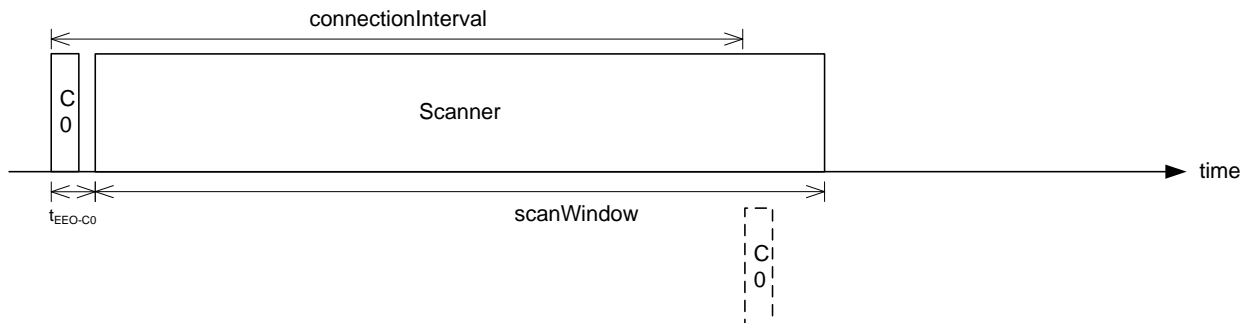 connectionInterval
C
0
Scanner
time
tEEO-C0
scanWindow
C
0